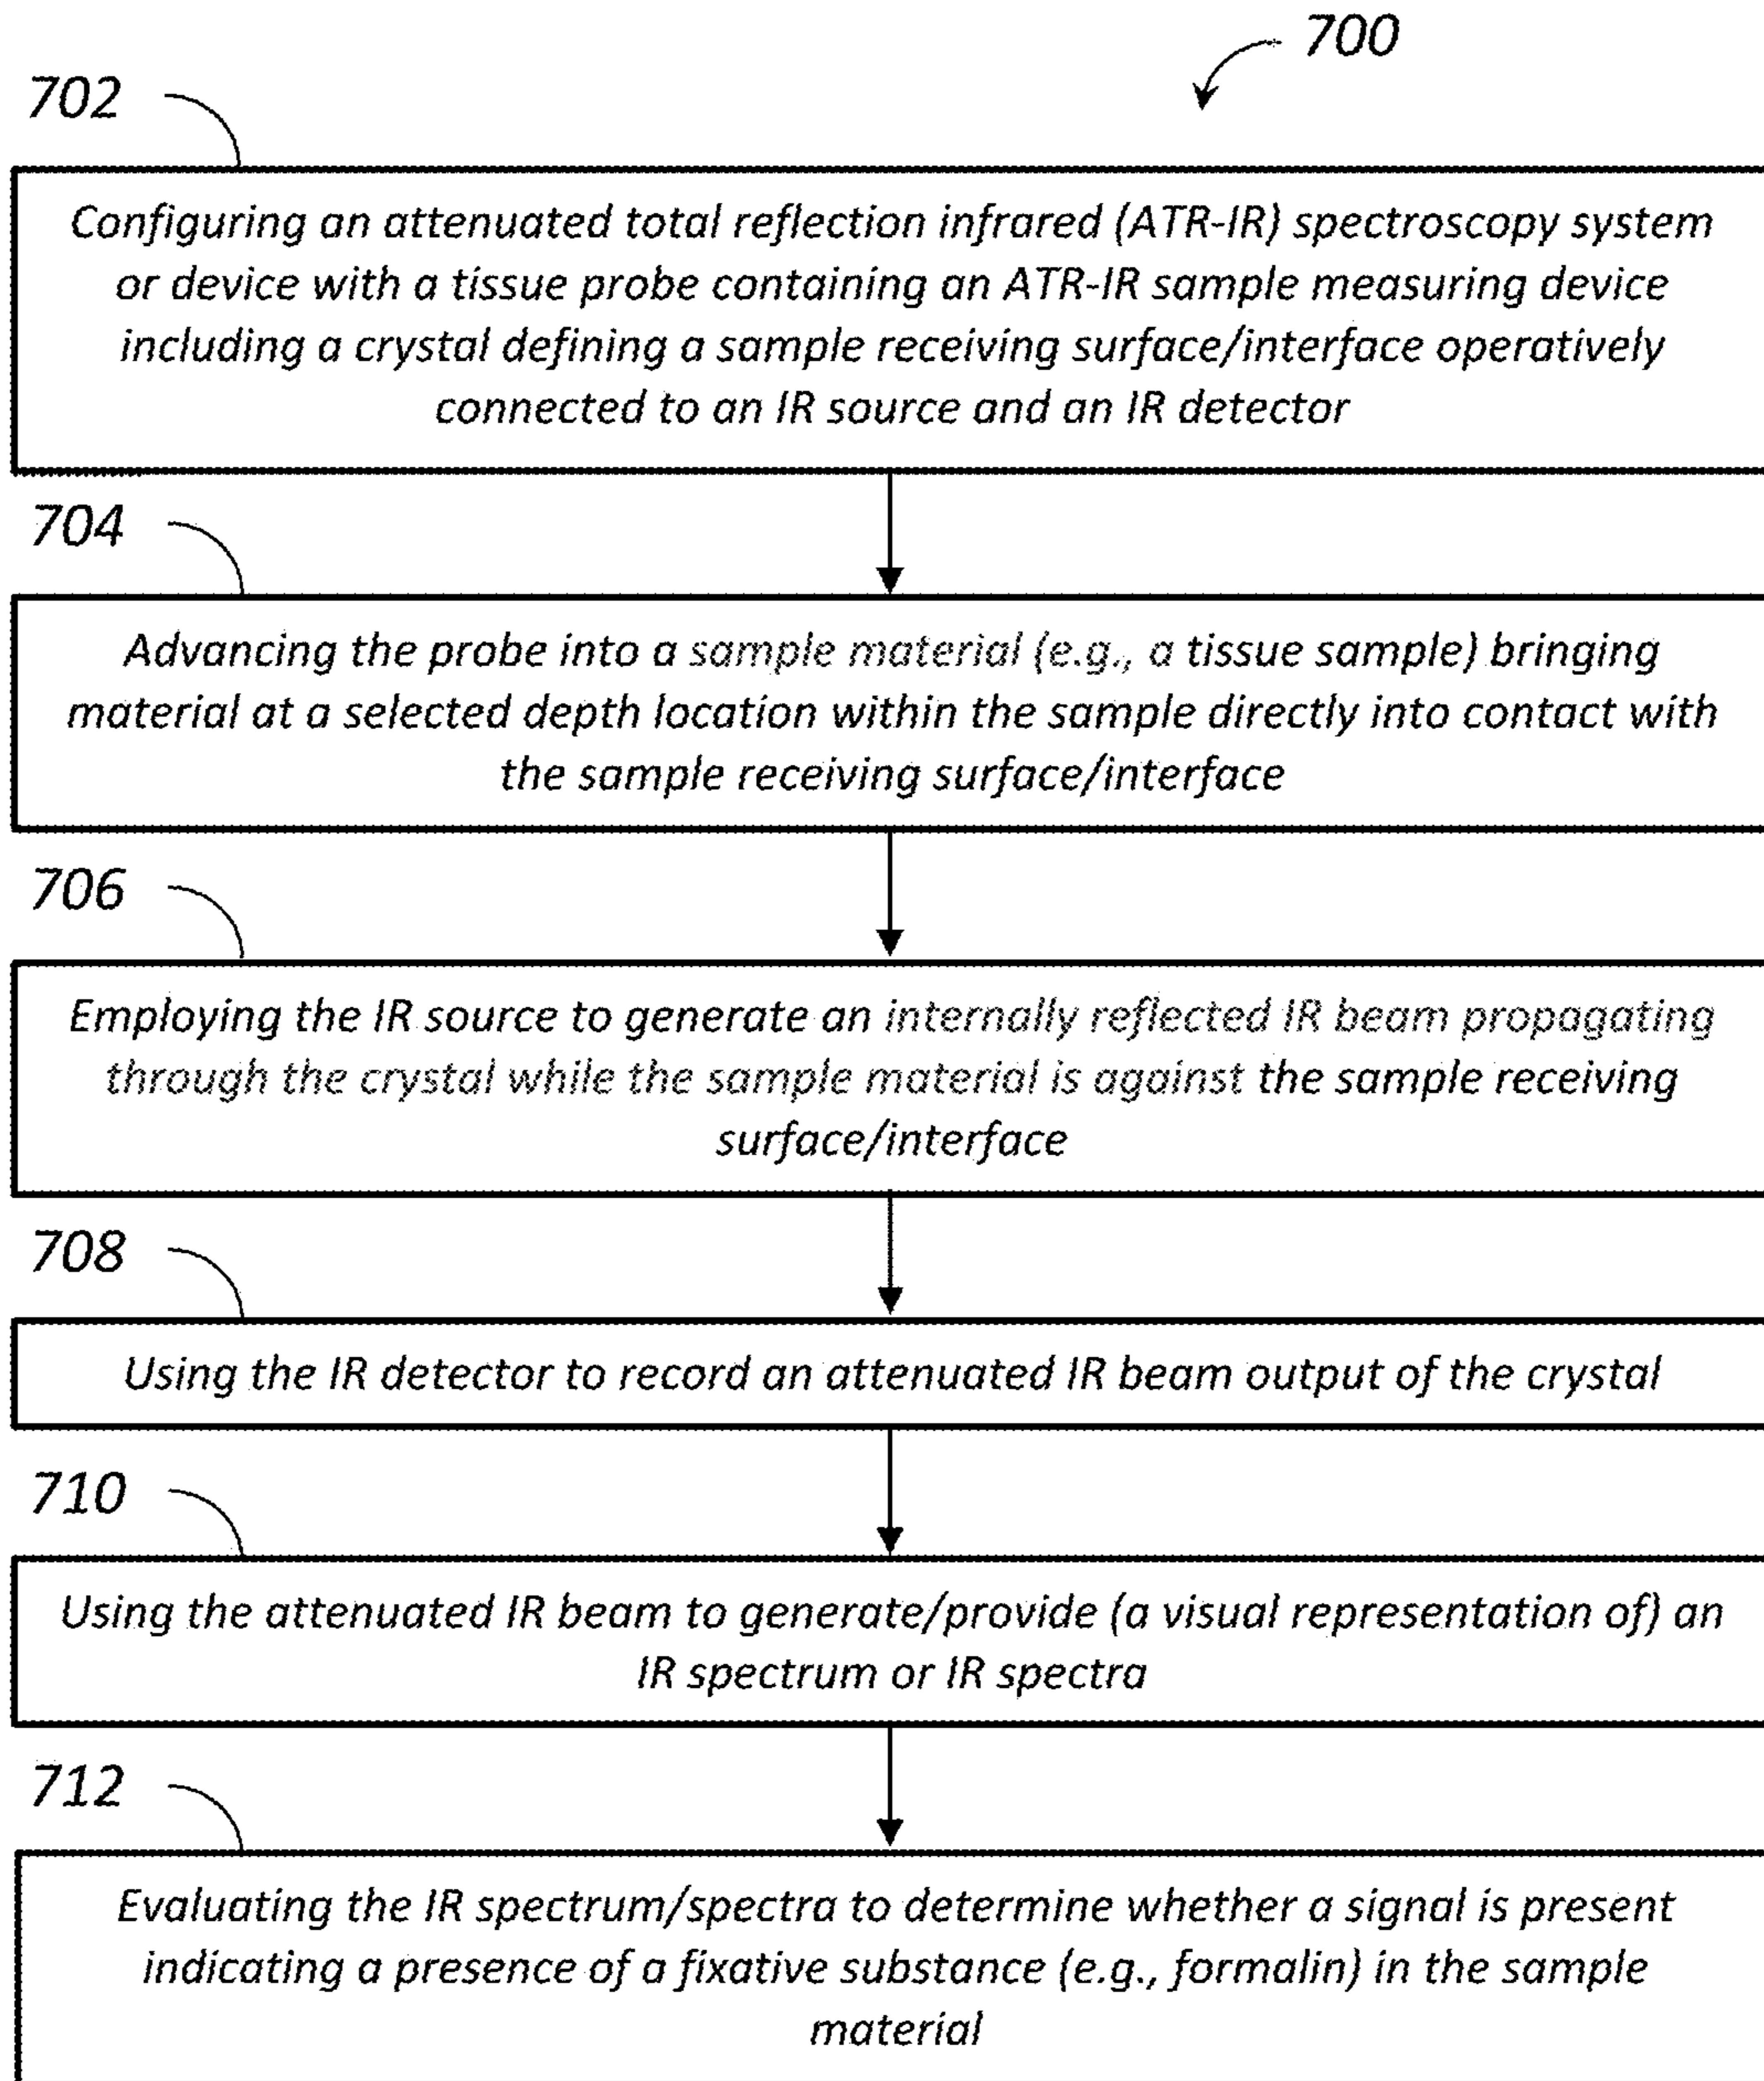 700
702
Configuring an attenuated total reflection infrared (ATR-IR) spectroscopy system
or device with a tissue probe containing an ATR-IR sample measuring device
including a crystal defining a sample receiving surface/interface operatively
connected to an IR source and an IR detector
704
Advancing the probe into a sample material (e.g., a tissue sample) bringing
material at a selected depth location within the sample directly into contact with
the sample receiving surface/interface
706
Employing the IR source to generate an internally reflected IR beam propagating
through the crystal while the sample material is against the sample receiving
surface/interface
708
Using the IR detector to record an attenuated IR beam output of the crystal
710
Using the attenuated IR beam to generate/provide (a visual representation of) an
IR spectrum or IR spectra
712
Evaluating the IR spectrum/spectra to determine whether a signal is present
indicating a presence of a fixative substance (e.g., formalin) in the sample
material